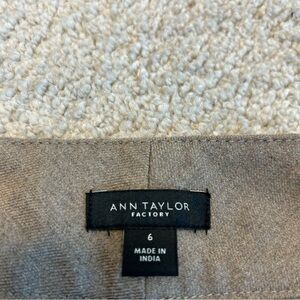 ANN TAYLOR
FACTORY
6
MADE IN
INDIA